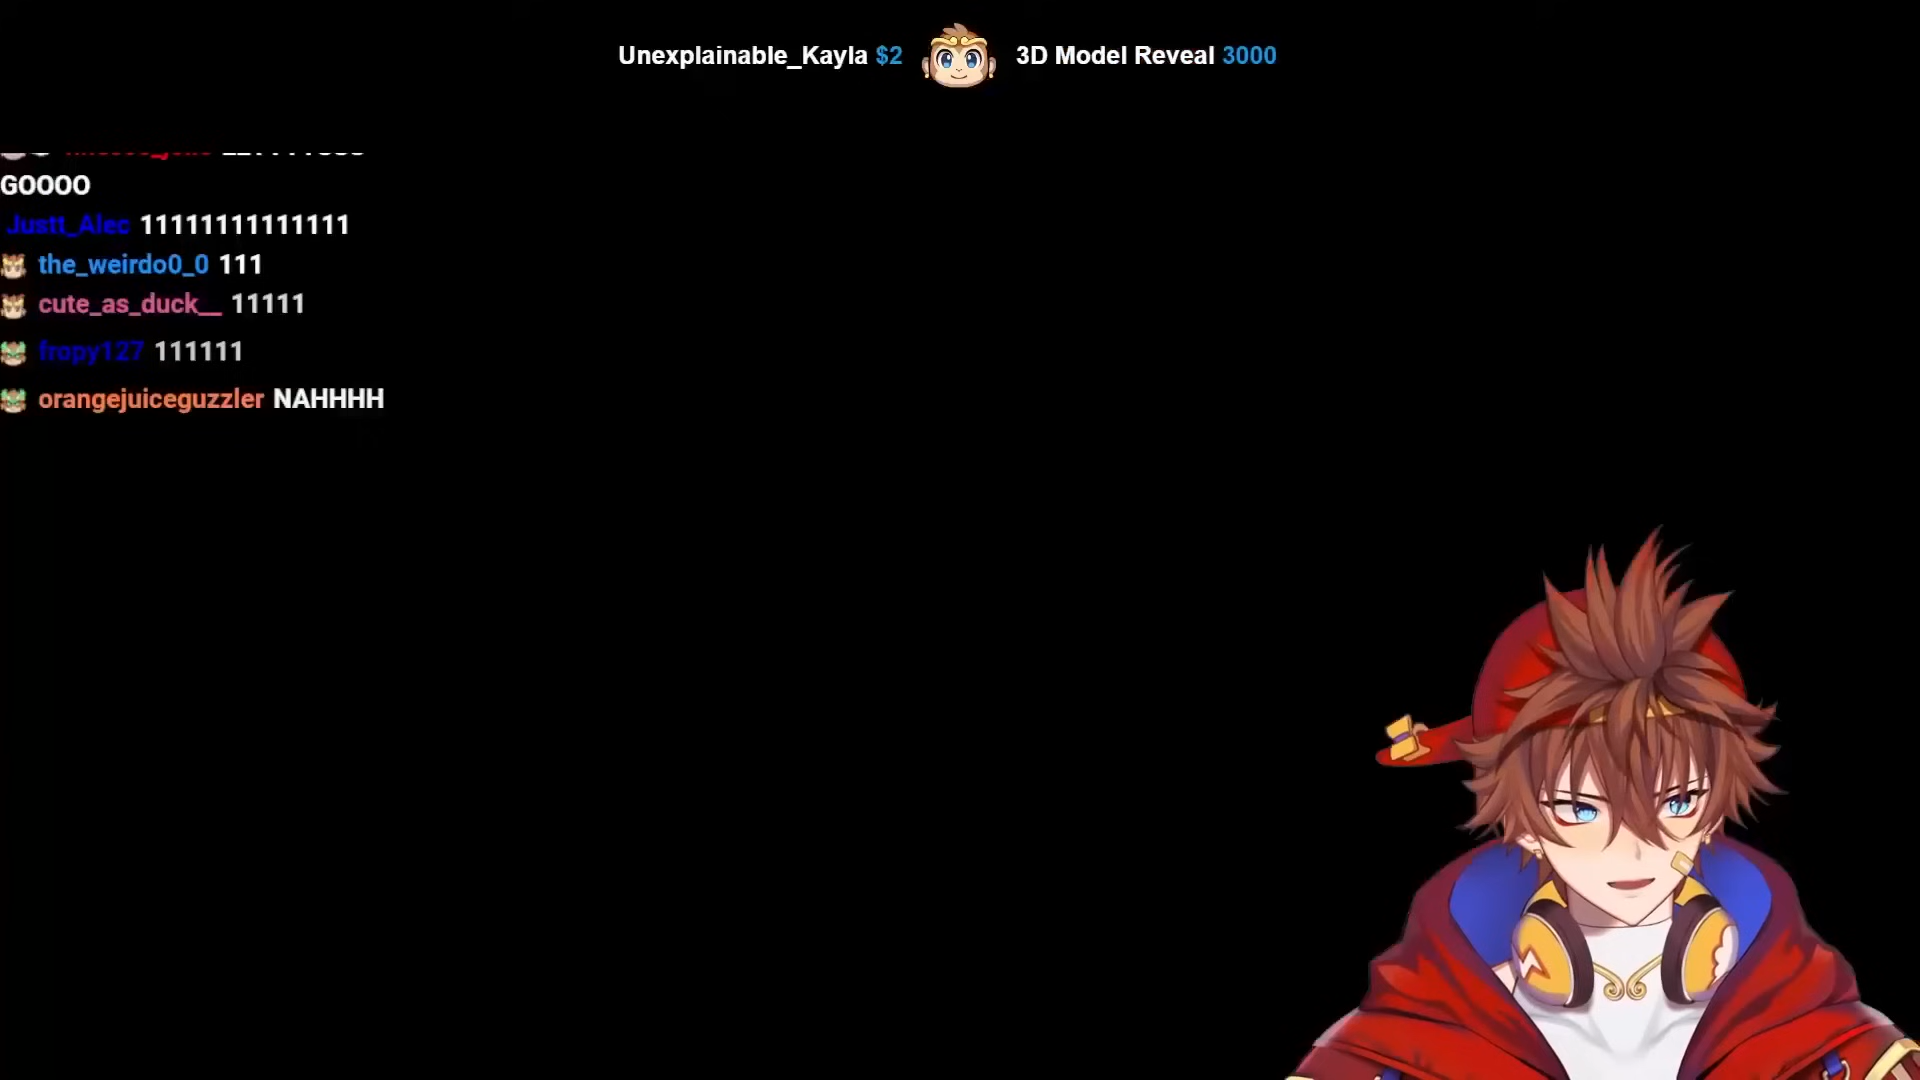 Unexplainable_Kayla $2 3D Model Reveal 3000
GOOOO
Justt_Alec 11111111111111
the_weirdo0_0 111
cute_as_duck__ 11111
fropy127 111111
orangejuiceguzzler NAHHHH